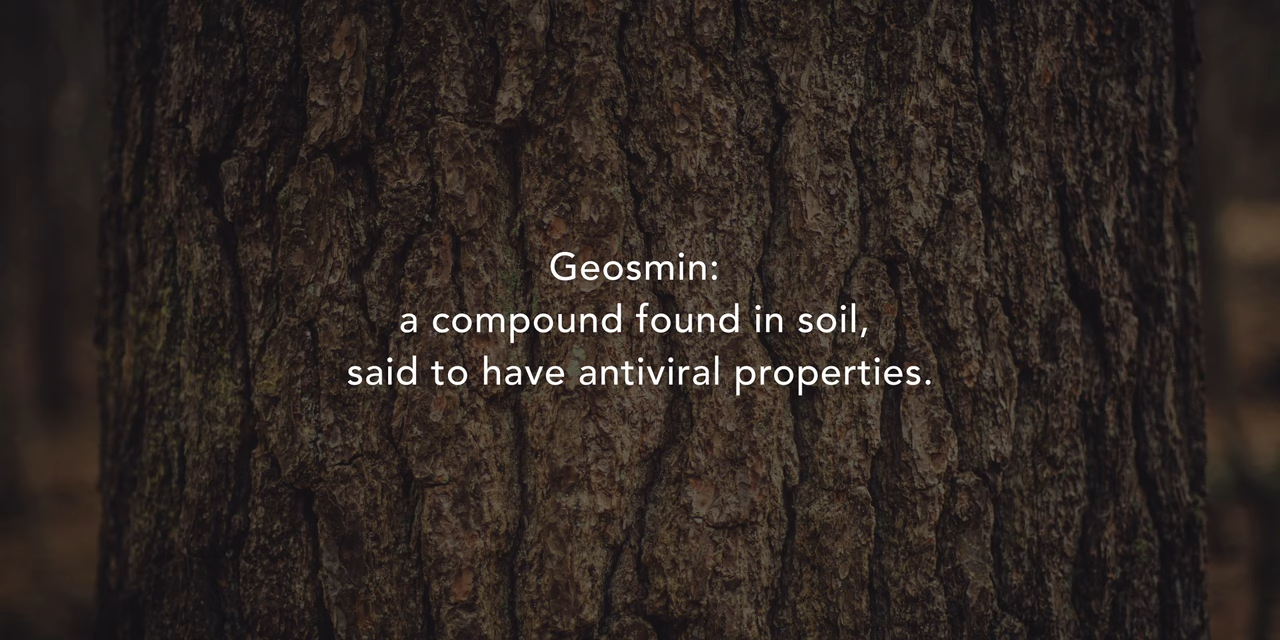 Geosmin:
a compound found in soil,
said to have antiviral properties.